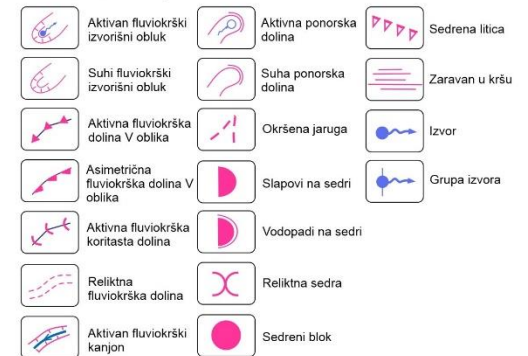 Aktivan fluviokrški
izvorišni obluk
Suhi fluviokrški
izvorišni obluk
Aktivna fluviokrška
dolina V oblika
Asimetrična
fluviokrška dolina V
oblika
Aktivna fluviokrška
koritasta dolina
Reliktna
fluviokrška dolina
Aktivan fluviokrški
kanjon
Aktivna ponorska
dolina
Suha ponorska
dolina
Okršena jaruga
Slapovi na sedri
Vodopadi na sedri
Reliktna sedra
Sedreni blok
Sedrena litica
Zaravan u kršu
Izvor
Grupa izvora